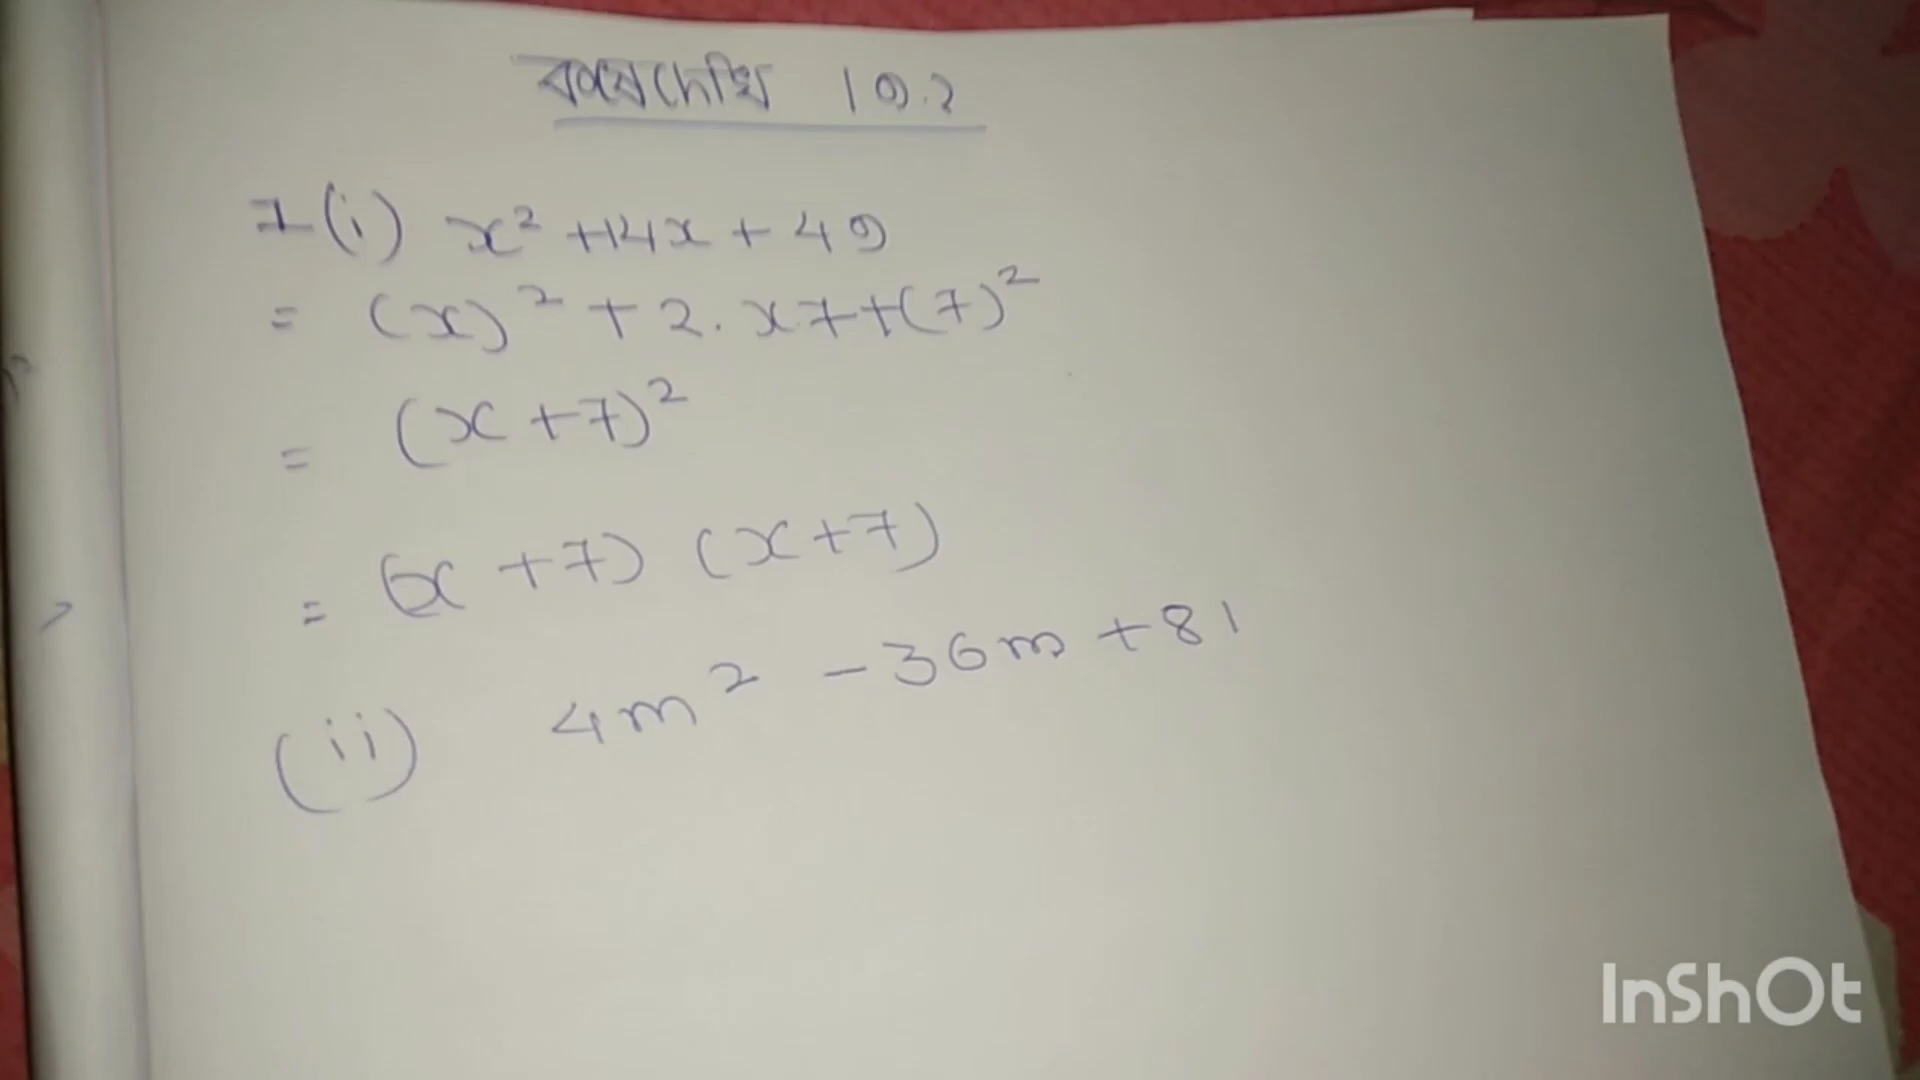 কষে দেখি 19.2
1 (i) x² +14x + 49
= (x)² + 2. x.7+(7)²
= (x +7)²
= (x +7) (x+7)
(ii) 4m² - 36m +81
InShOt